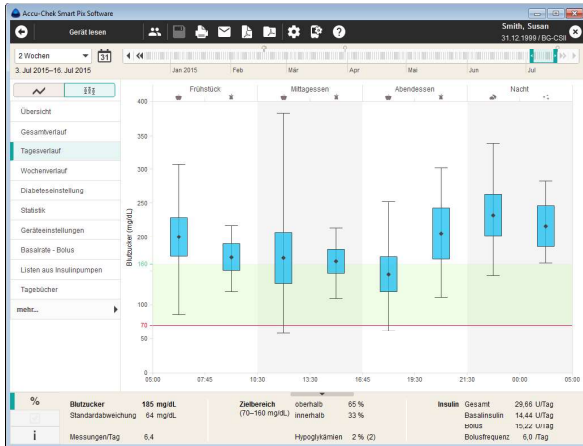 Accu-Chek Smart Pix Software
Gerät lesen
Smith, Susan
31.12.1999 / BG-CSII
2 Wochen
31
3. Jul 2015–16. Jul 2015
Jan 2015 Feb Mär Apr Mai Jun Jul
Übersicht
Gesamtverlauf
Tagesverlauf
Wochenverlauf
Diabeteseinstellung
Statistik
Geräteeinstellungen
Basalrate - Bolus
Listen aus Insulinpumpen
Tagebücher
mehr...
Frühstück Mittagessen Abendessen Nacht
Blutzucker (mg/dL)
400
350
300
250
200
160
100
70
50
0
05:00 07:45 10:30 13:30 16:45 19:30 21:30 00:00 05:00
%
i
Blutzucker 185 mg/dL
Standardabweichung 64 mg/dL
Messungen/Tag 6,4
Zielbereich oberhalb 65 %
(70–160 mg/dL) innerhalb 33 %
Hypoglykämien 2 % (2)
Insulin Gesamt 29,66 U/Tag
Basalinsulin 14,44 U/Tag
Bolus 15,22 U/Tag
Bolusfrequenz 6,0 /Tag